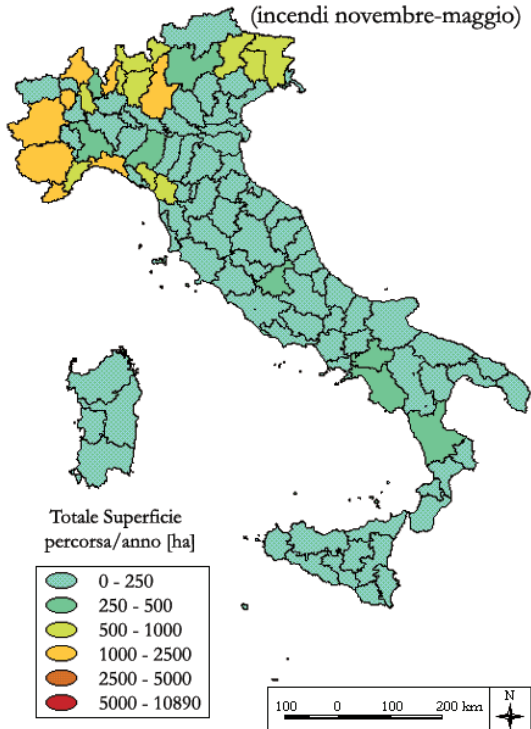 (incendi novembre-maggio)
Totale Superficie
percorsa/anno [ha]
0 - 250
250 - 500
500 - 1000
1000 - 2500
2500 - 5000
5000 - 10890
100 0 100 200 km
N